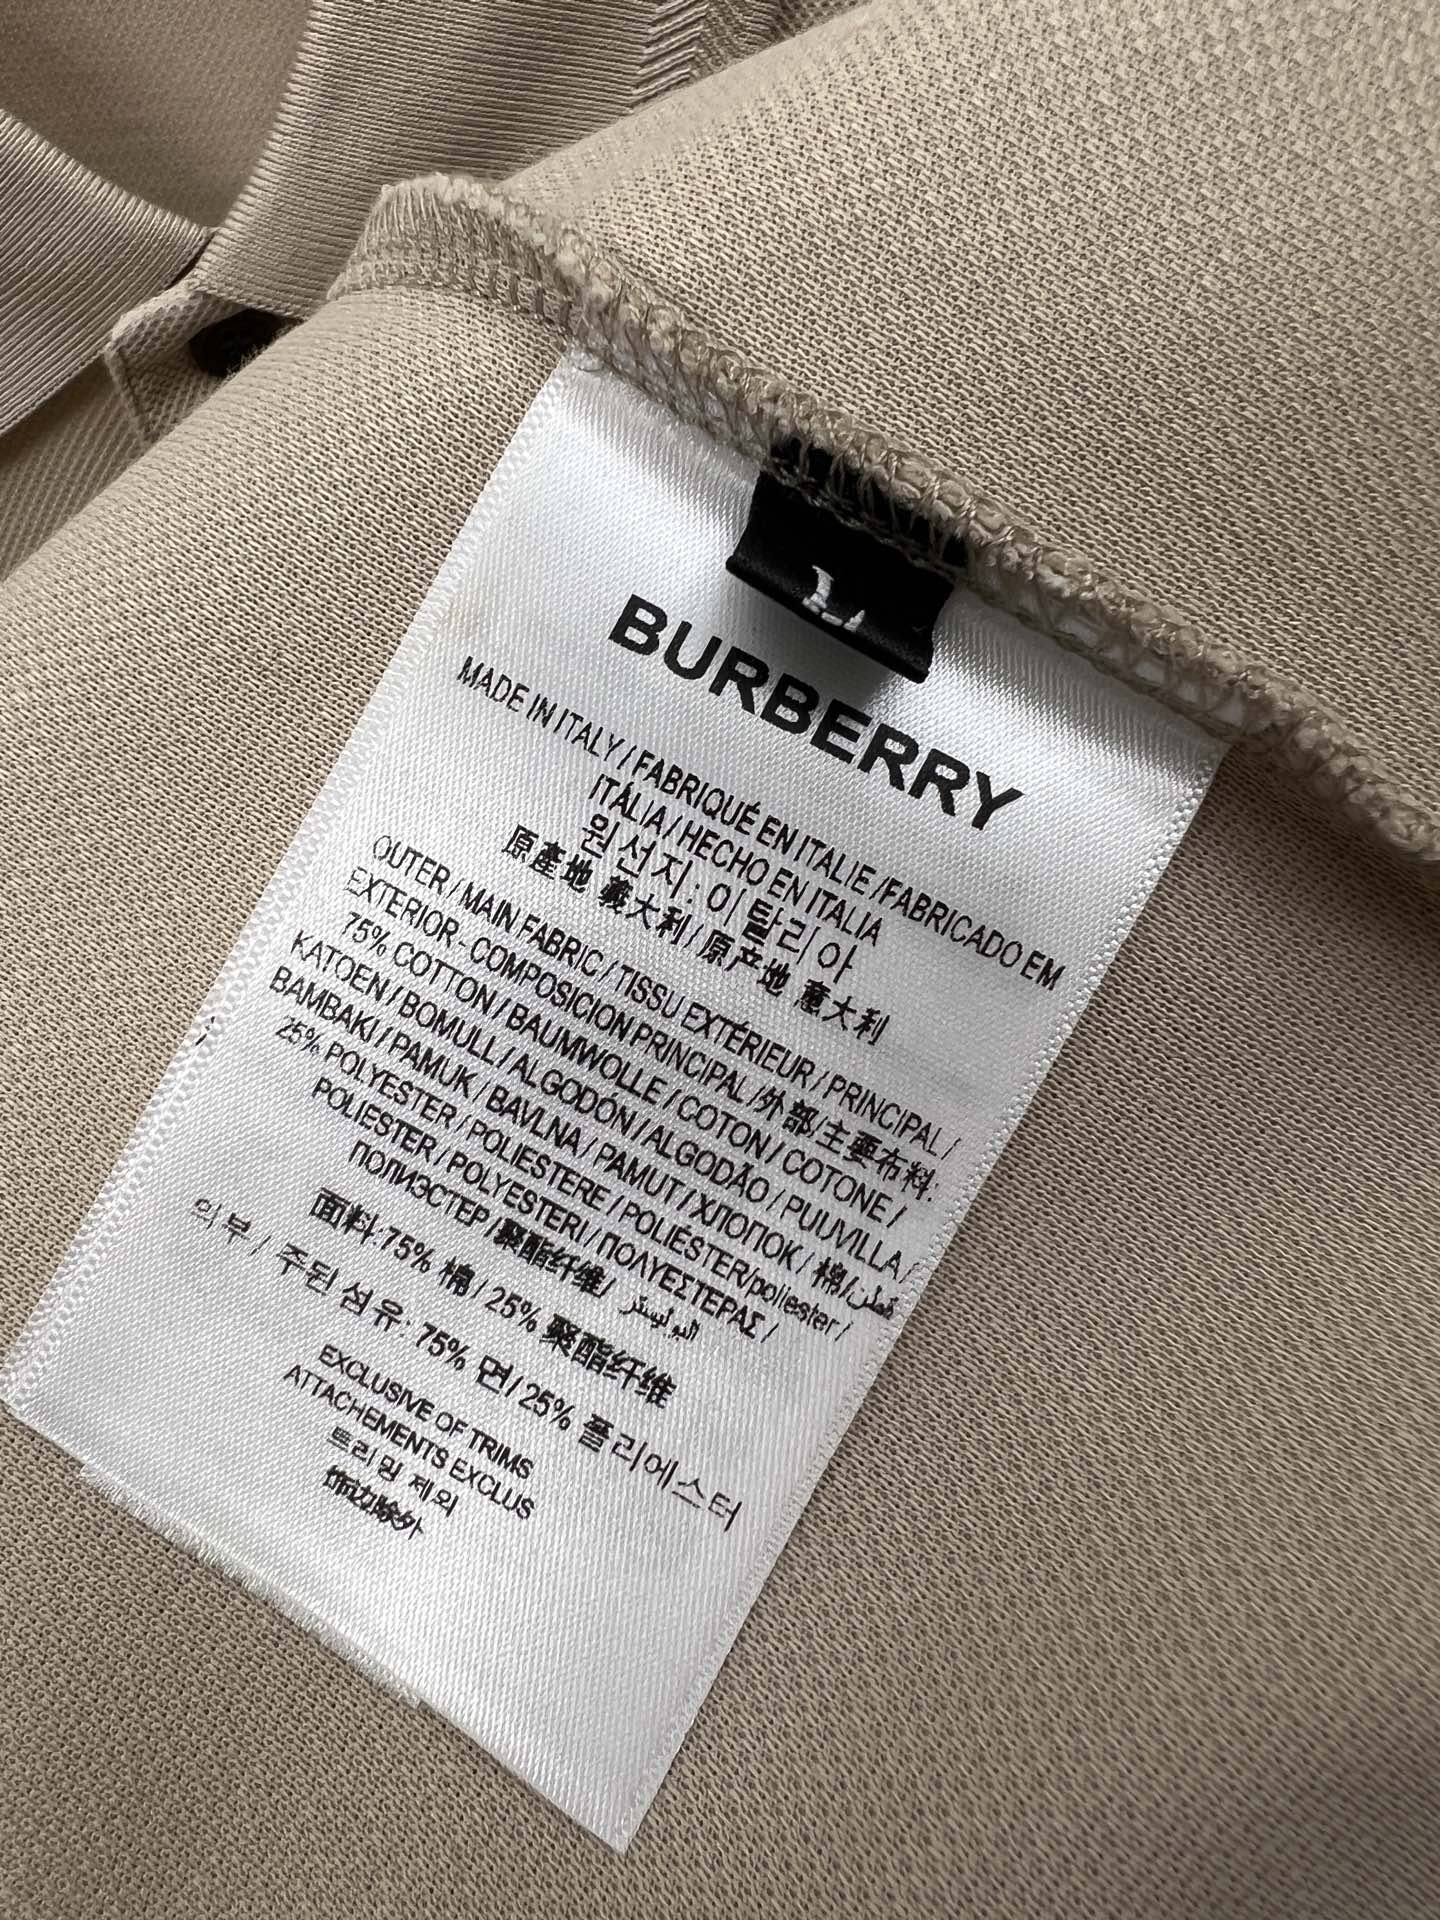 BURBERRY
MADE IN ITALY / FABRIQUÉ EN ITALIE / FABRICADO EM
ITÁLIA / HECHO EN ITALIA
원 선 지 : 이 탈 리 아
原產地 義大利 / 原产地 意大利
OUTER / MAIN FABRIC / TISSU EXTÉRIEUR / PRINCIPAL /
EXTERIOR - COMPOSICION PRINCIPAL / 外部/主要布料:
75% COTTON / BAUMWOLLE / COTON / COTONE /
KATOEN / BOMULL / ALGODÓN / ALGODÃO / PUUVILLA /
BAMBAKI / PAMUK / BAVLNA / PAMUT / ХЛОПОК / 棉/قطن
25% POLYESTER / POLIESTERE / POLIÉSTER/poliester /
POLIESTER / POLYESTERI / ΠΟΛΥΕΣΤΕΡΑΣ /
ПОЛИЭСТЕР / 聚酯纤维/ البوليستر
面料:75% 棉 / 25% 聚酯纤维
외 부 / 주 된 섬 유: 75% 면 / 25% 폴 리 에 스 터
EXCLUSIVE OF TRIMS
ATTACHEMENTS EXCLUS
트 리 밍 제 외